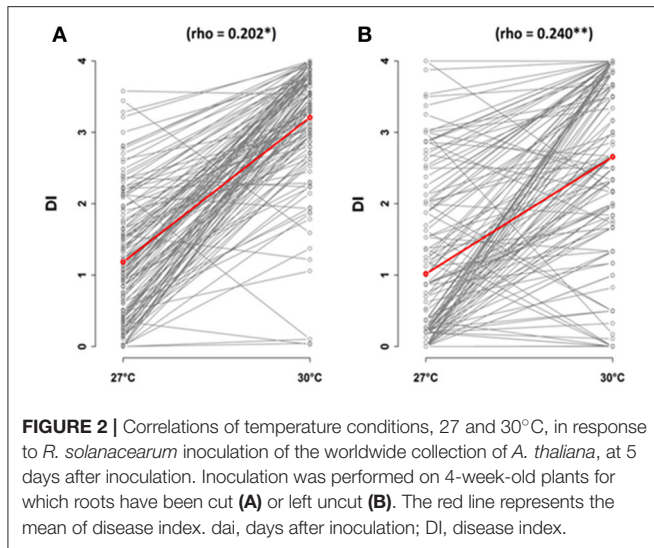 A (rho = 0.202*)
B (rho = 0.240**)
DI
4
3
2
1
0
27°C 30°C
DI
4
3
2
1
0
27°C 30°C
FIGURE 2 | Correlations of temperature conditions, 27 and 30°C, in response
to R. solanacearum inoculation of the worldwide collection of A. thaliana, at 5
days after inoculation. Inoculation was performed on 4-week-old plants for
which roots have been cut (A) or left uncut (B). The red line represents the
mean of disease index. dai, days after inoculation; DI, disease index.